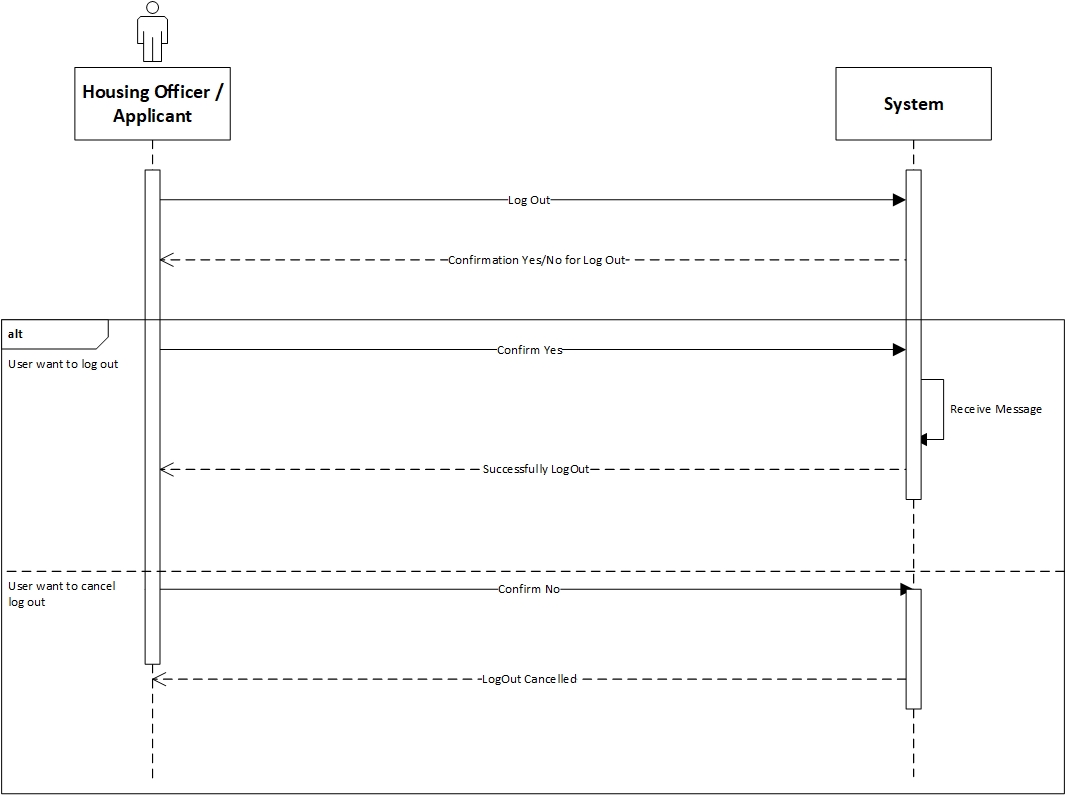 Housing Officer /
Applicant
System
Log Out
Confirmation Yes/No for Log Out
alt
User want to log out
Confirm Yes
Receive Message
Successfully LogOut
User want to cancel
log out
Confirm No
LogOut Cancelled